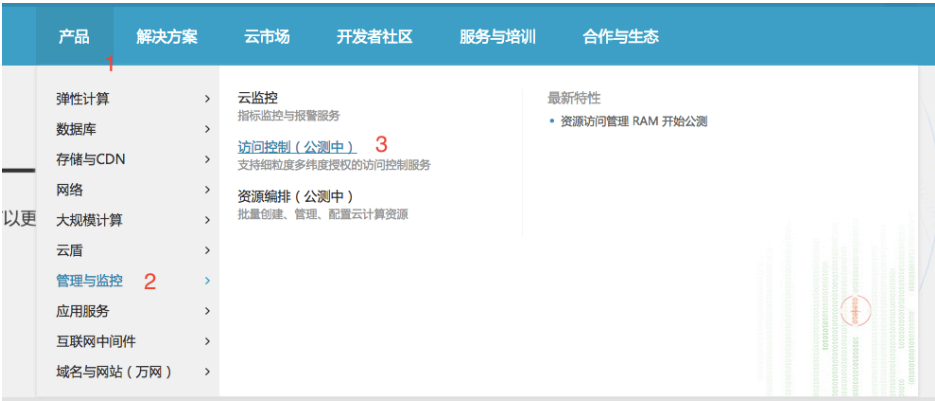 产品 解决方案 云市场 开发者社区 服务与培训 合作与生态
1
弹性计算 >
数据库 >
存储与CDN >
网络 >
大规模计算 >
云盾 >
管理与监控 2 >
应用服务 >
互联网中间件 >
域名与网站（万网） >
云监控
指标监控与报警服务
访问控制（公测中） 3
支持细粒度多纬度授权的访问控制服务
资源编排（公测中）
批量创建、管理、配置云计算资源
最新特性
• 资源访问管理 RAM 开始公测
以更